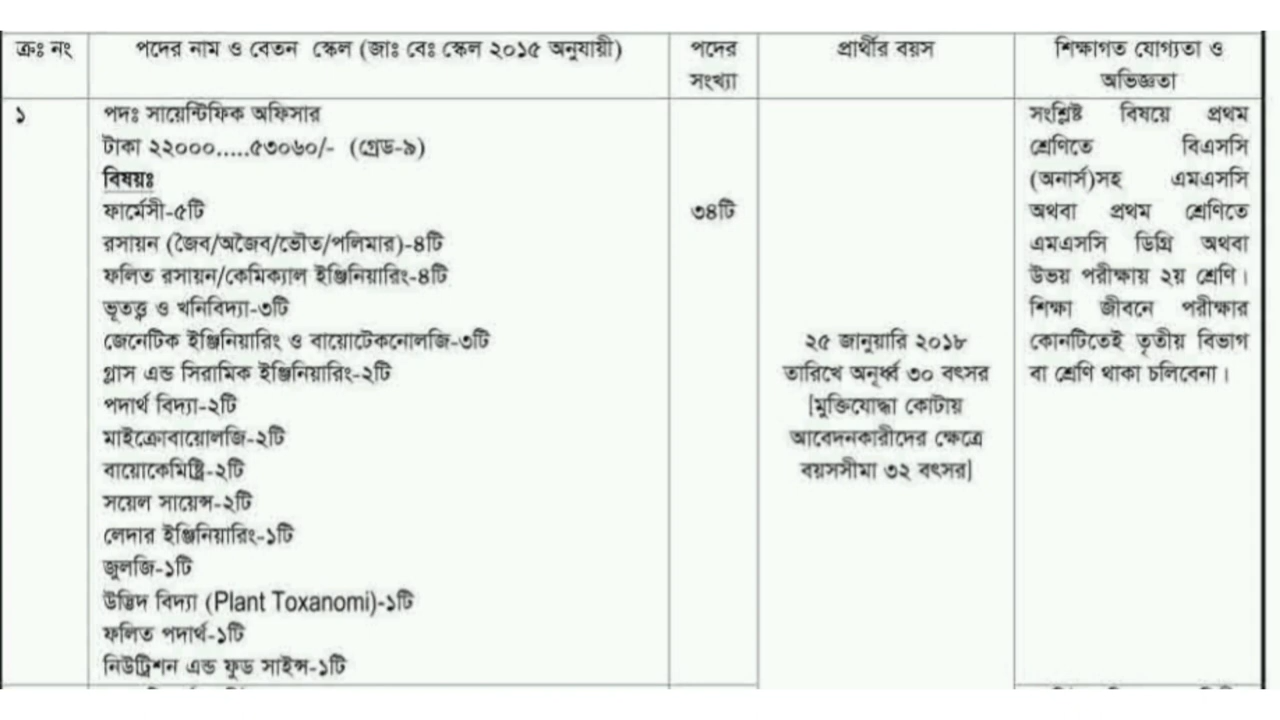 ক্রঃ নং
পদের নাম ও বেতন স্কেল (জাঃ বেঃ স্কেল ২০১৫ অনুযায়ী)
পদের
সংখ্যা
প্রার্থীর বয়স
শিক্ষাগত যোগ্যতা ও
অভিজ্ঞতা
১
পদঃ সায়েন্টিফিক অফিসার
টাকা ২২০০০.....৫৩০৬০/- (গ্রেড-৯)
বিষয়ঃ
ফার্মেসী-৫টি
রসায়ন (জৈব/অজৈব/ভৌত/পলিমার)-৪টি
ফলিত রসায়ন/কেমিক্যাল ইঞ্জিনিয়ারিং-৪টি
ভূতত্ত্ব ও খনিবিদ্যা-৩টি
জেনেটিক ইঞ্জিনিয়ারিং ও বায়োটেকনোলজি-৩টি
গ্লাস এন্ড সিরামিক ইঞ্জিনিয়ারিং-২টি
পদার্থ বিদ্যা-২টি
মাইক্রোবায়োলজি-২টি
বায়োকেমিষ্ট্রি-২টি
সয়েল সায়েন্স-২টি
লেদার ইঞ্জিনিয়ারিং-১টি
জুলজি-১টি
উদ্ভিদ বিদ্যা (Plant Toxanomi)-১টি
ফলিত পদার্থ-১টি
নিউট্রিশন এন্ড ফুড সাইন্স-১টি
৩৪টি
২৫ জানুয়ারি ২০১৮
তারিখে অনূর্ধ্ব ৩০ বৎসর
[মুক্তিযোদ্ধা কোটায়
আবেদনকারীদের ক্ষেত্রে
বয়সসীমা ৩২ বৎসর]
সংশ্লিষ্ট বিষয়ে প্রথম
শ্রেণিতে বিএসসি
(অনার্স)সহ এমএসসি
অথবা প্রথম শ্রেণিতে
এমএসসি ডিগ্রি অথবা
উভয় পরীক্ষায় ২য় শ্রেণি।
শিক্ষা জীবনে পরীক্ষার
কোনটিতেই তৃতীয় বিভাগ
বা শ্রেণি থাকা চলিবেনা।